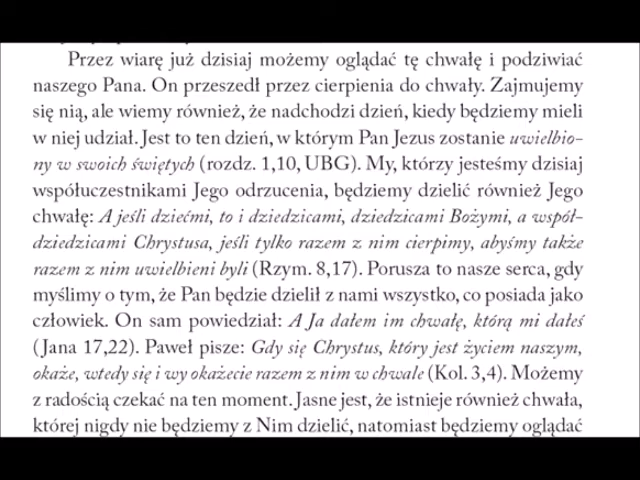 Przez wiarę już dzisiaj możemy oglądać tę chwałę i podziwiać
naszego Pana. On przeszedł przez cierpienia do chwały. Zajmujemy
się nią, ale wiemy również, że nadchodzi dzień, kiedy będziemy mieli
w niej udział. Jest to ten dzień, w którym Pan Jezus zostanie uwielbio-
ny w swoich świętych (rozdz. 1,10, UBG). My, którzy jesteśmy dzisiaj
współuczestnikami Jego odrzucenia, będziemy dzielić również Jego
chwałę: A jeśli dziećmi, to i dziedzicami, dziedzicami Bożymi, a współ-
dziedzicami Chrystusa, jeśli tylko razem z nim cierpimy, abyśmy także
razem z nim uwielbieni byli (Rzym. 8,17). Porusza to nasze serca, gdy
myślimy o tym, że Pan będzie dzielił z nami wszystko, co posiada jako
człowiek. On sam powiedział: A Ja dałem im chwałę, którą mi dałeś
(Jana 17,22). Paweł pisze: Gdy się Chrystus, który jest życiem naszym,
okaże, wtedy się i wy okażecie razem z nim w chwale (Kol. 3,4). Możemy
z radością czekać na ten moment. Jasne jest, że istnieje również chwała,
której nigdy nie będziemy z Nim dzielić, natomiast będziemy oglądać